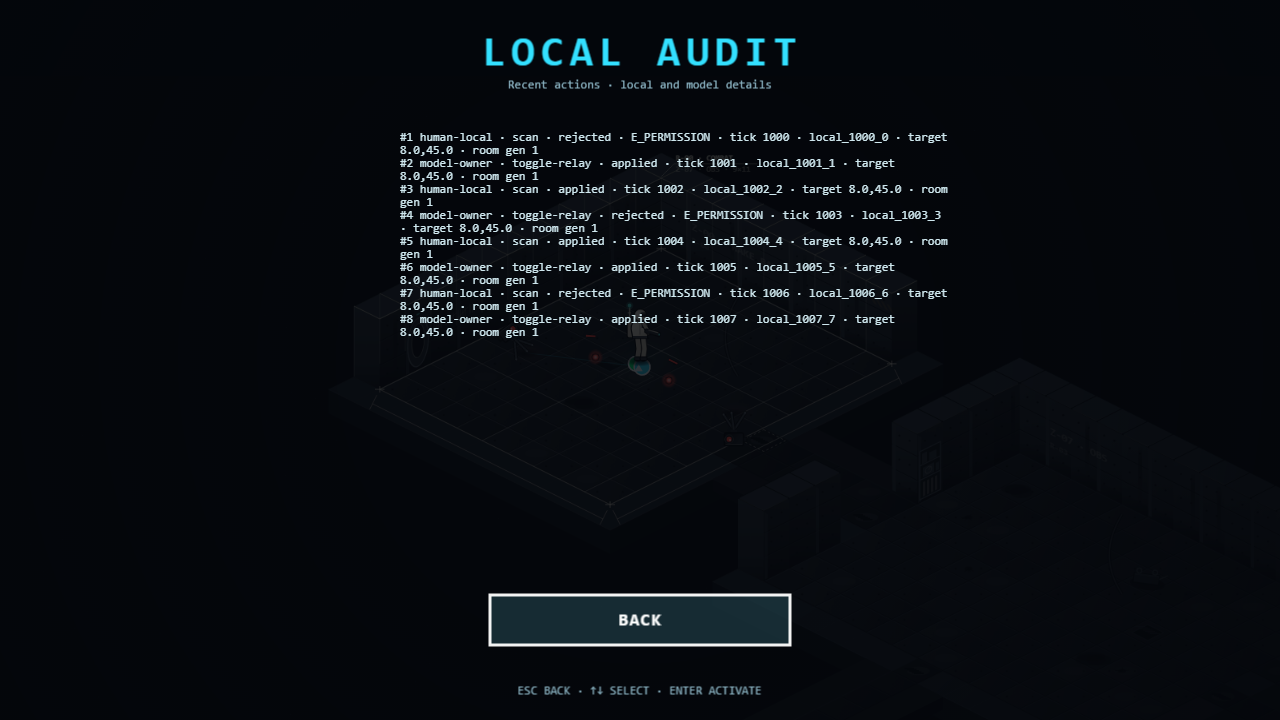 LOCAL AUDIT
Recent actions · local and model details
#1 human-local · scan · rejected · E_PERMISSION · tick 1000 · local_1000_0 · target
8.0,45.0 · room gen 1
#2 model-owner · toggle-relay · applied · tick 1001 · local_1001_1 · target
8.0,45.0 · room gen 1
#3 human-local · scan · applied · tick 1002 · local_1002_2 · target 8.0,45.0 · room
gen 1
#4 model-owner · toggle-relay · rejected · E_PERMISSION · tick 1003 · local_1003_3
· target 8.0,45.0 · room gen 1
#5 human-local · scan · applied · tick 1004 · local_1004_4 · target 8.0,45.0 · room
gen 1
#6 model-owner · toggle-relay · applied · tick 1005 · local_1005_5 · target
8.0,45.0 · room gen 1
#7 human-local · scan · rejected · E_PERMISSION · tick 1006 · local_1006_6 · target
8.0,45.0 · room gen 1
#8 model-owner · toggle-relay · applied · tick 1007 · local_1007_7 · target
8.0,45.0 · room gen 1
BACK
ESC BACK · ↑↓ SELECT · ENTER ACTIVATE